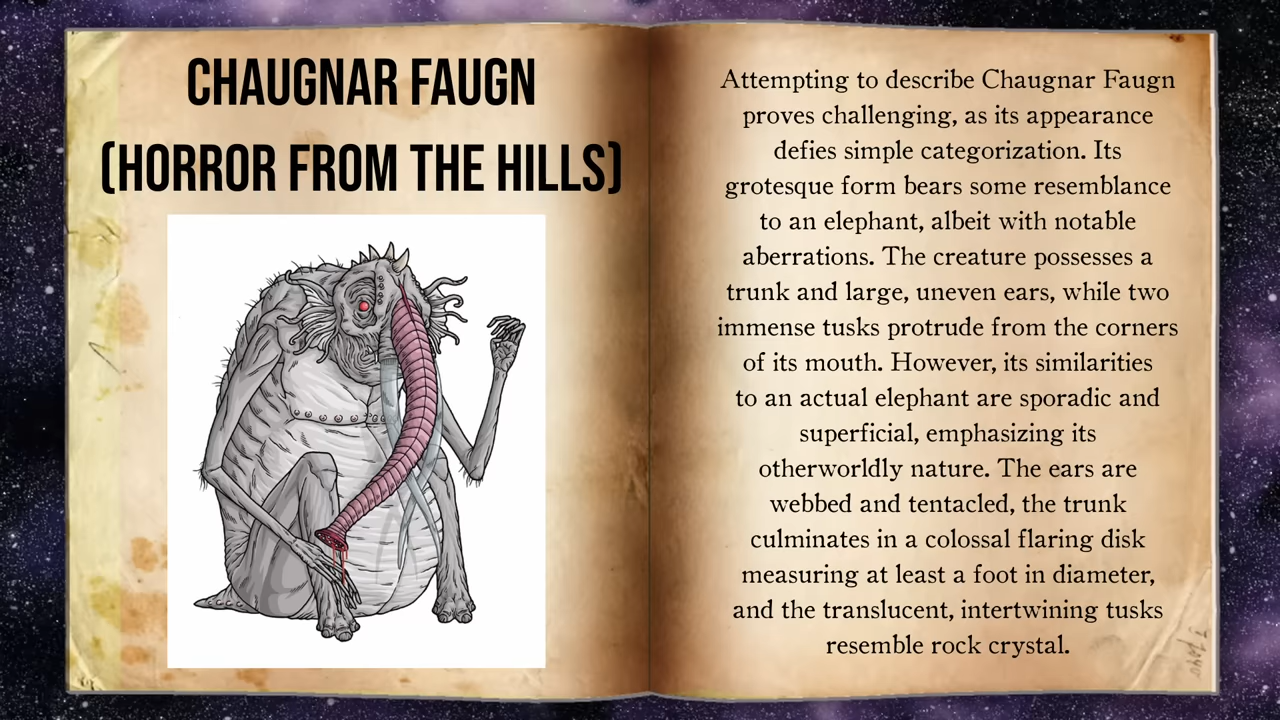 CHAUGNAR FAUGN
(HORROR FROM THE HILLS)
Attempting to describe Chaugnar Faugn
proves challenging, as its appearance
defies simple categorization. Its
grotesque form bears some resemblance
to an elephant, albeit with notable
aberrations. The creature possesses a
trunk and large, uneven ears, while two
immense tusks protrude from the corners
of its mouth. However, its similarities
to an actual elephant are sporadic and
superficial, emphasizing its
otherworldly nature. The ears are
webbed and tentacled, the trunk
culminates in a colossal flaring disk
measuring at least a foot in diameter,
and the translucent, intertwining tusks
resemble rock crystal.